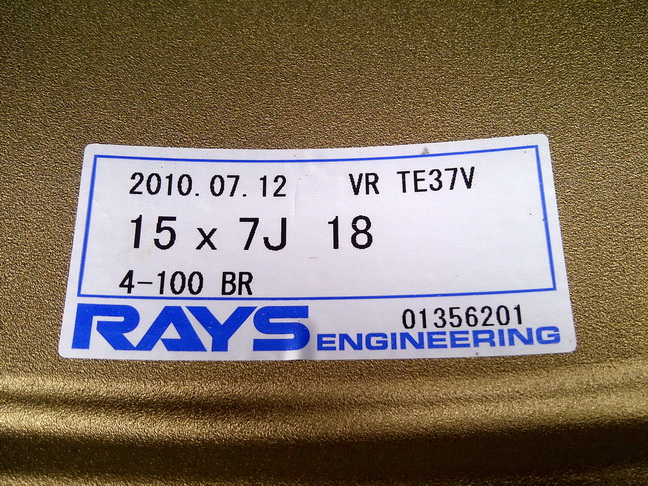 2010.07.12 VR TE37V
15 x 7J 18
4-100 BR
01356201
RAYS ENGINEERING